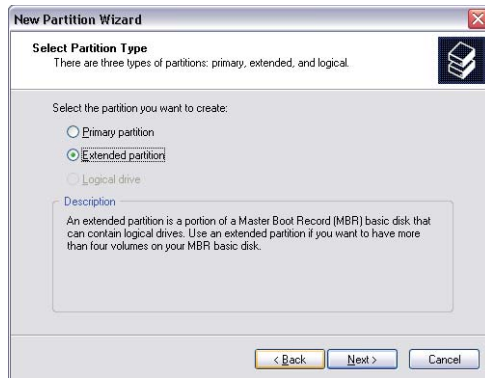 New Partition Wizard
Select Partition Type
There are three types of partitions: primary, extended, and logical.
Select the partition you want to create:
Primary partition
Extended partition
Logical drive
Description
An extended partition is a portion of a Master Boot Record (MBR) basic disk that
can contain logical drives. Use an extended partition if you want to have more
than four volumes on your MBR basic disk.
< Back Next > Cancel